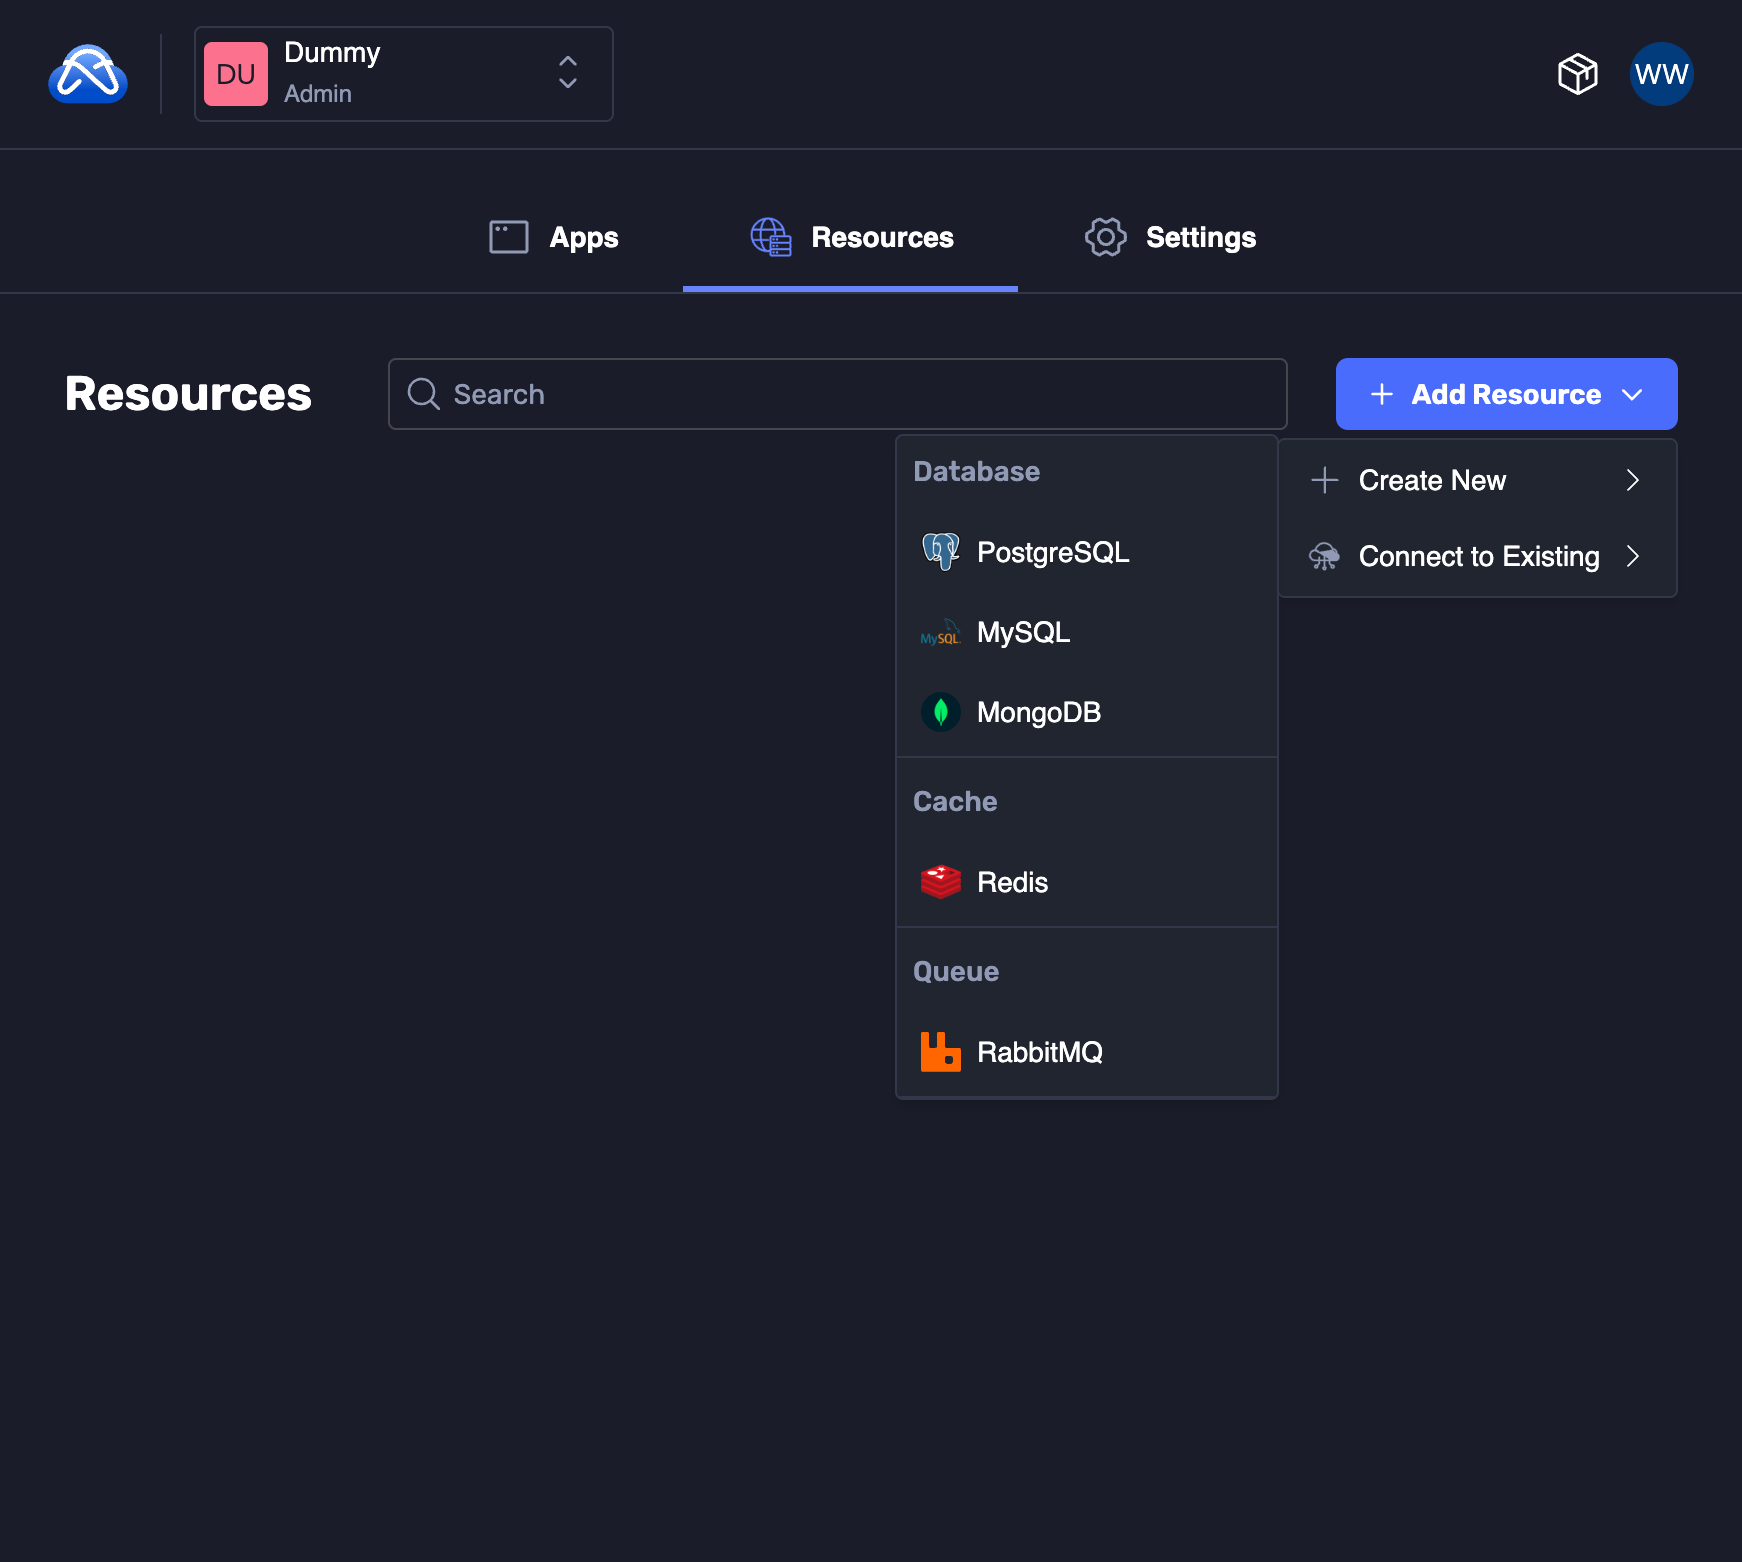 DU
Dummy
Admin
WW
Apps
Resources
Settings
Resources
Search
Add Resource
Database
PostgreSQL
MySQL
MySQL
MongoDB
Cache
Redis
Queue
RabbitMQ
Create New
Connect to Existing